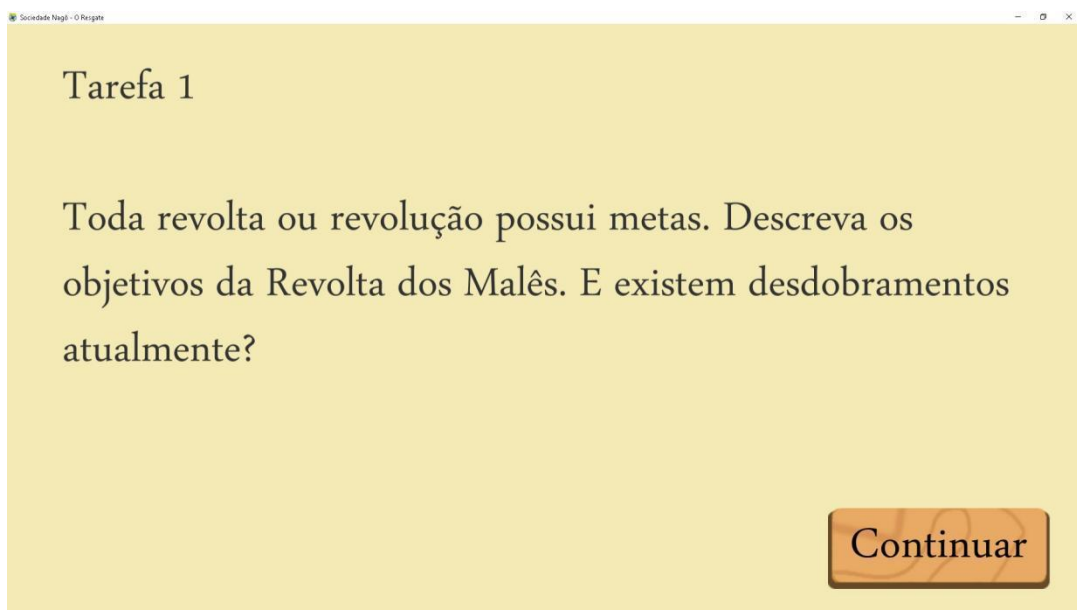 Sociedade Nagô - O Resgate
Tarefa 1
Toda revolta ou revolução possui metas. Descreva os
objetivos da Revolta dos Malês. E existem desdobramentos
atualmente?
Continuar